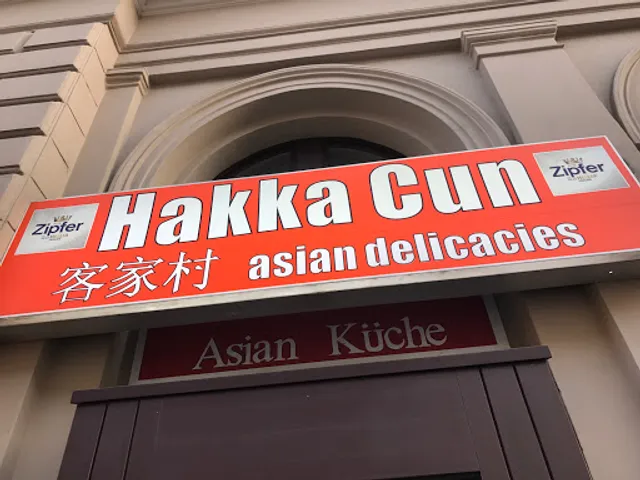 Zipfer Hakka Cun Zipfer
客家村 asian delicacies
Asian Küche